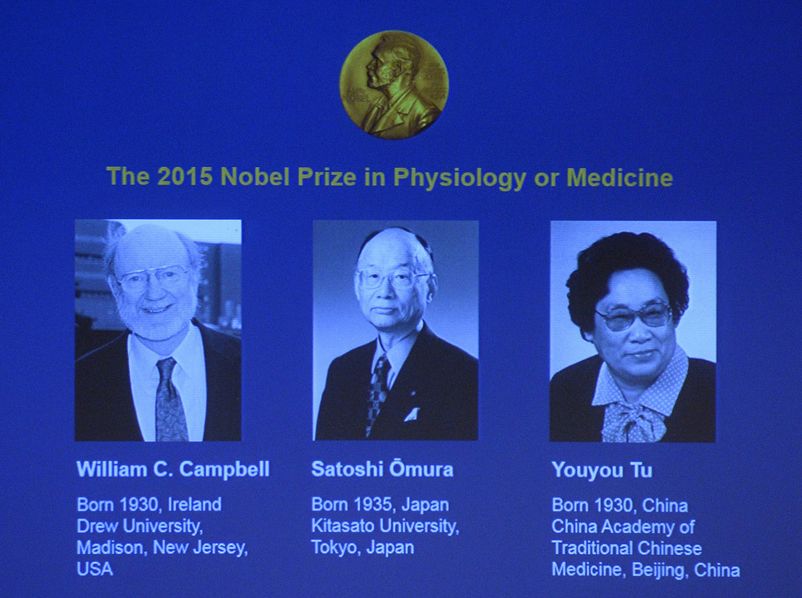 The 2015 Nobel Prize in Physiology or Medicine
William C. Campbell
Born 1930, Ireland
Drew University,
Madison, New Jersey,
USA
Satoshi Ōmura
Born 1935, Japan
Kitasato University,
Tokyo, Japan
Youyou Tu
Born 1930, China
China Academy of
Traditional Chinese
Medicine, Beijing, China